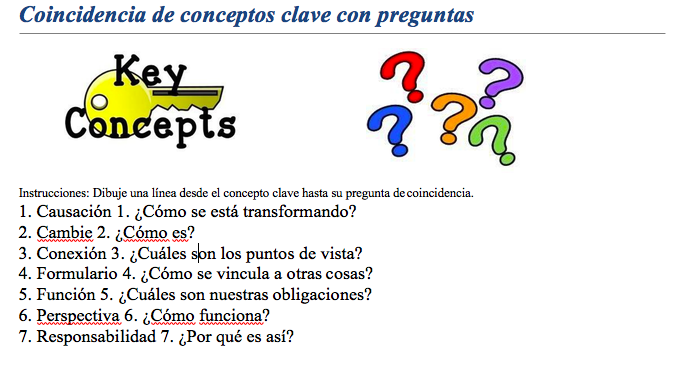 Coincidencia de conceptos clave con preguntas
Key
Concepts
Instrucciones: Dibuje una línea desde el concepto clave hasta su pregunta de coincidencia.
1. Causación 1. ¿Cómo se está transformando?
2. Cambie 2. ¿Cómo es?
3. Conexión 3. ¿Cuáles son los puntos de vista?
4. Formulario 4. ¿Cómo se vincula a otras cosas?
5. Función 5. ¿Cuáles son nuestras obligaciones?
6. Perspectiva 6. ¿Cómo funciona?
7. Responsabilidad 7. ¿Por qué es así?